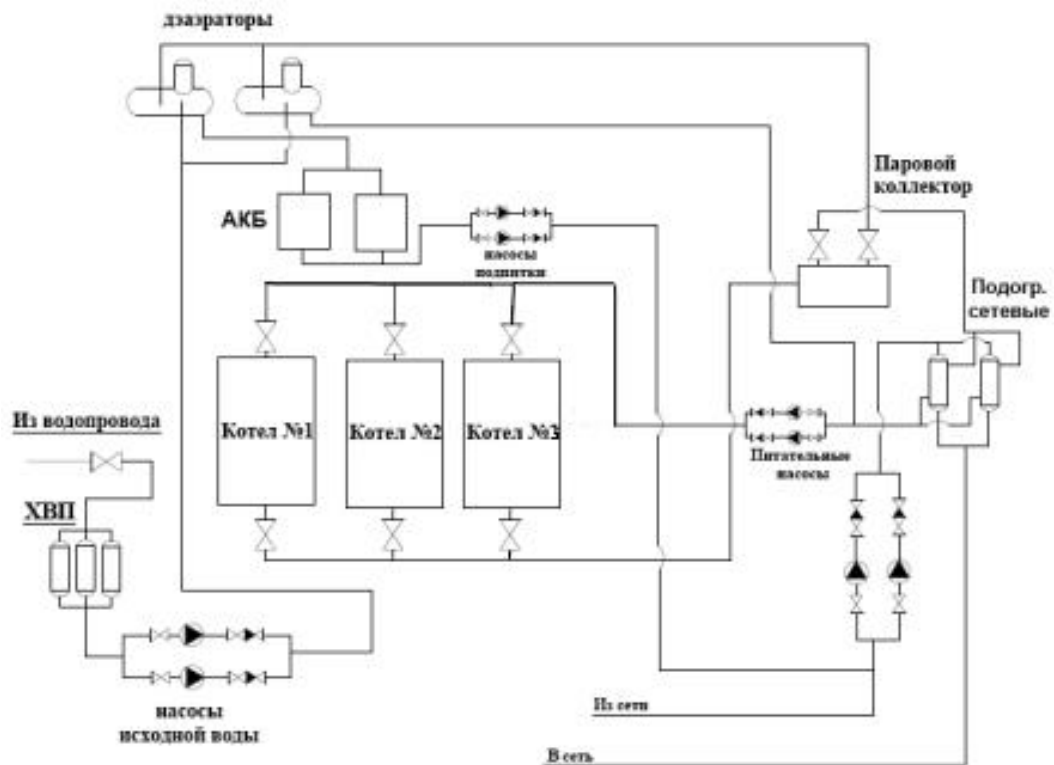 дэаэраторы
Паровой
коллектор
АКБ
насосы
подпитки
Подогр.
сетевые
Из водопровода
Котел №1
Котел №2
Котел №3
Питательные
насосы
ХВП
Из сети
насосы
исходной воды
В сеть